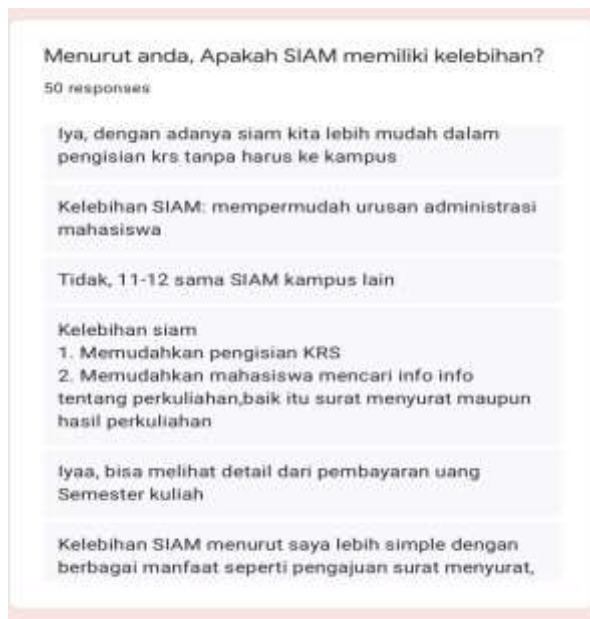 Menurut anda, Apakah SIAM memiliki kelebihan?
50 responses
Iya, dengan adanya siam kita lebih mudah dalam
pengisian krs tanpa harus ke kampus
Kelebihan SIAM: mempermudah urusan administrasi
mahasiswa
Tidak, 11-12 sama SIAM kampus lain
Kelebihan siam
1. Memudahkan pengisian KRS
2. Memudahkan mahasiswa mencari info info
tentang perkuliahan,baik itu surat menyurat maupun
hasil perkuliahan
Iyaa, bisa melihat detail dari pembayaran uang
Semester kuliah
Kelebihan SIAM menurut saya lebih simple dengan
berbagai manfaat seperti pengajuan surat menyurat,